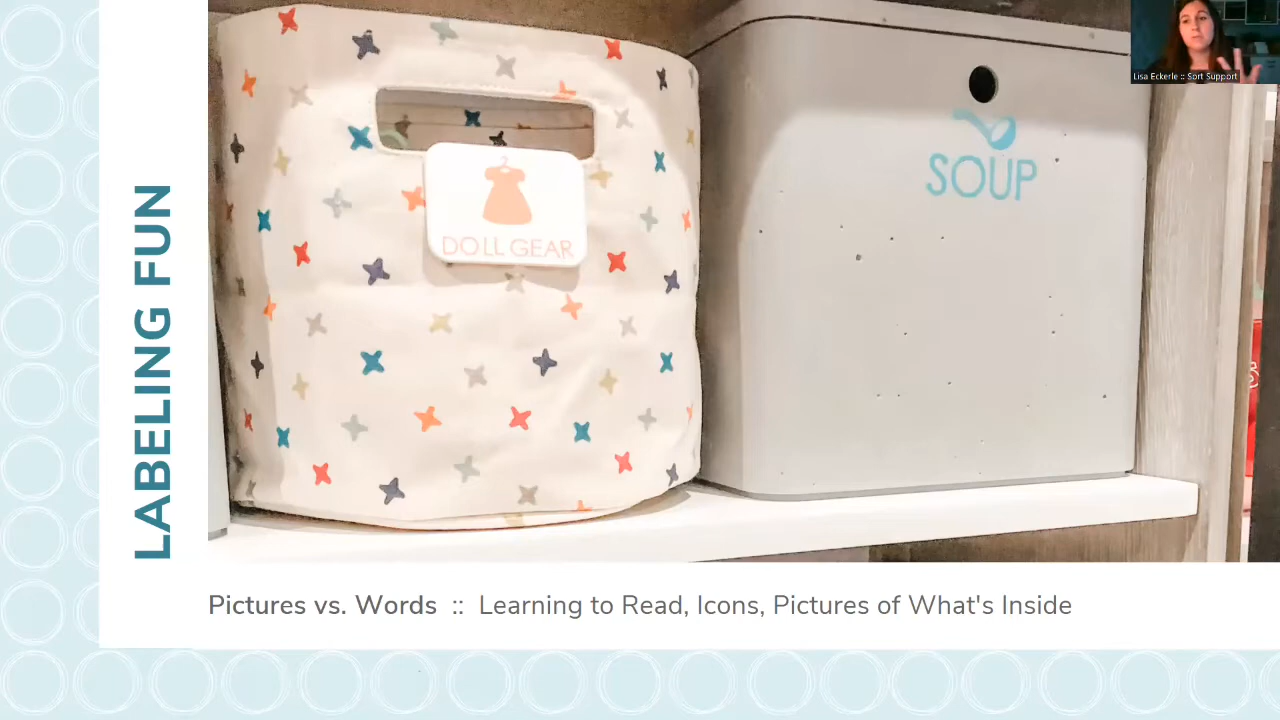 Lisa Eckerle :: Sort Support
SOUP
DOLL GEAR
LABELING FUN
Pictures vs. Words :: Learning to Read, Icons, Pictures of What's Inside